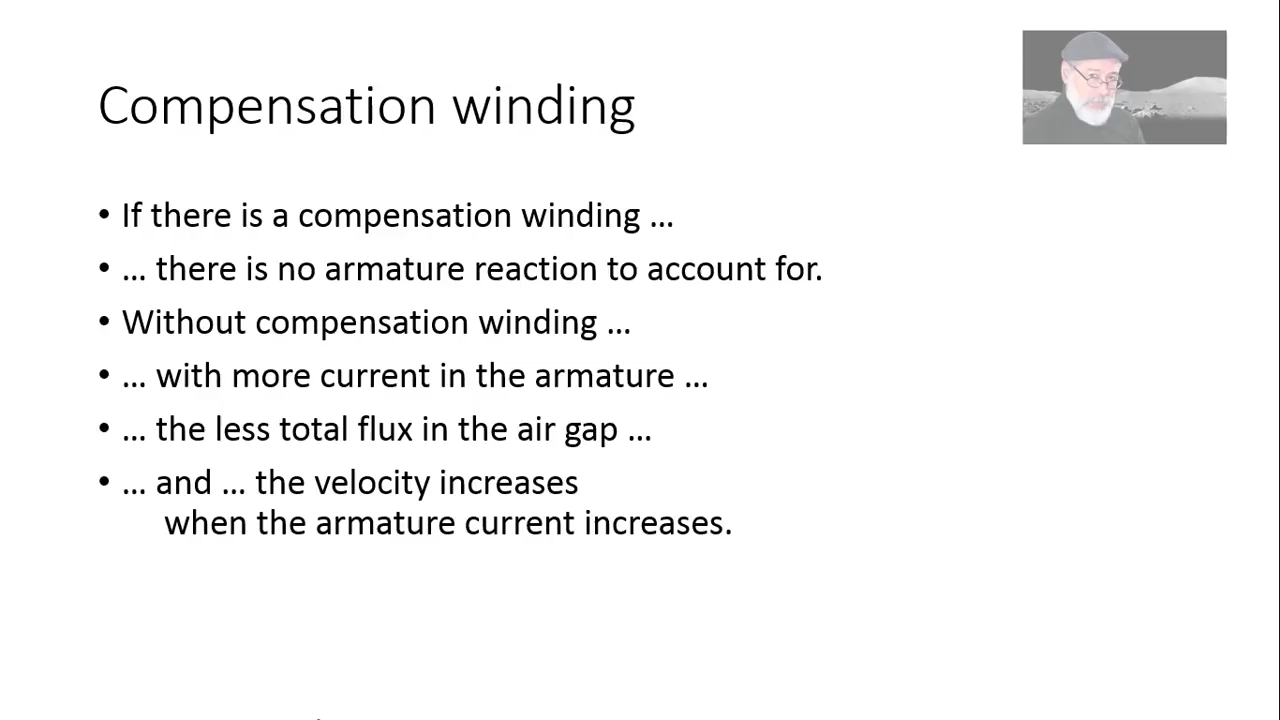 Compensation winding
• If there is a compensation winding ...
• ... there is no armature reaction to account for.
• Without compensation winding ...
• ... with more current in the armature ...
• ... the less total flux in the air gap ...
• ... and ... the velocity increases
when the armature current increases.